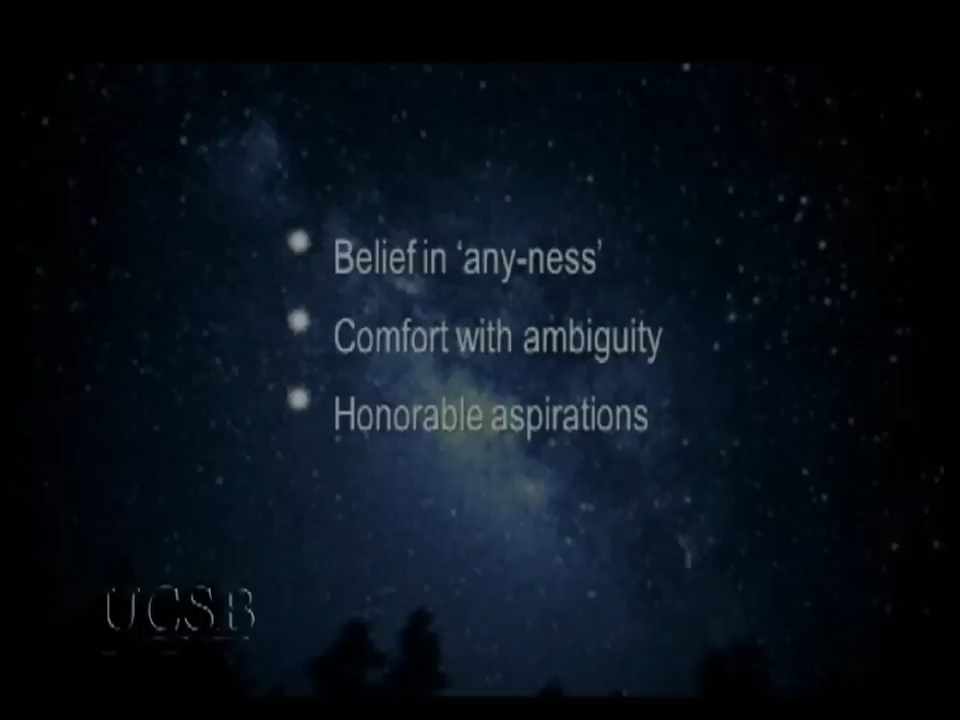 Belief in ‘any-ness’
Comfort with ambiguity
Honorable aspirations
UCSB